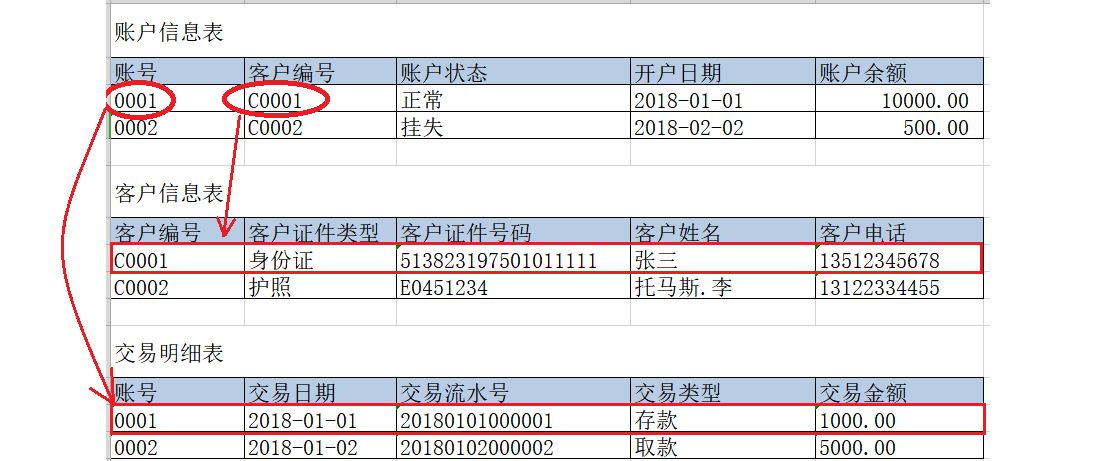 账户信息表
账号 客户编号 账户状态 开户日期 账户余额
0001 C0001 正常 2018-01-01 10000.00
0002 C0002 挂失 2018-02-02 500.00
客户信息表
客户编号 客户证件类型 客户证件号码 客户姓名 客户电话
C0001 身份证 513823197501011111 张三 13512345678
C0002 护照 E0451234 托马斯.李 13122334455
交易明细表
账号 交易日期 交易流水号 交易类型 交易金额
0001 2018-01-01 20180101000001 存款 1000.00
0002 2018-01-02 20180102000002 取款 5000.00